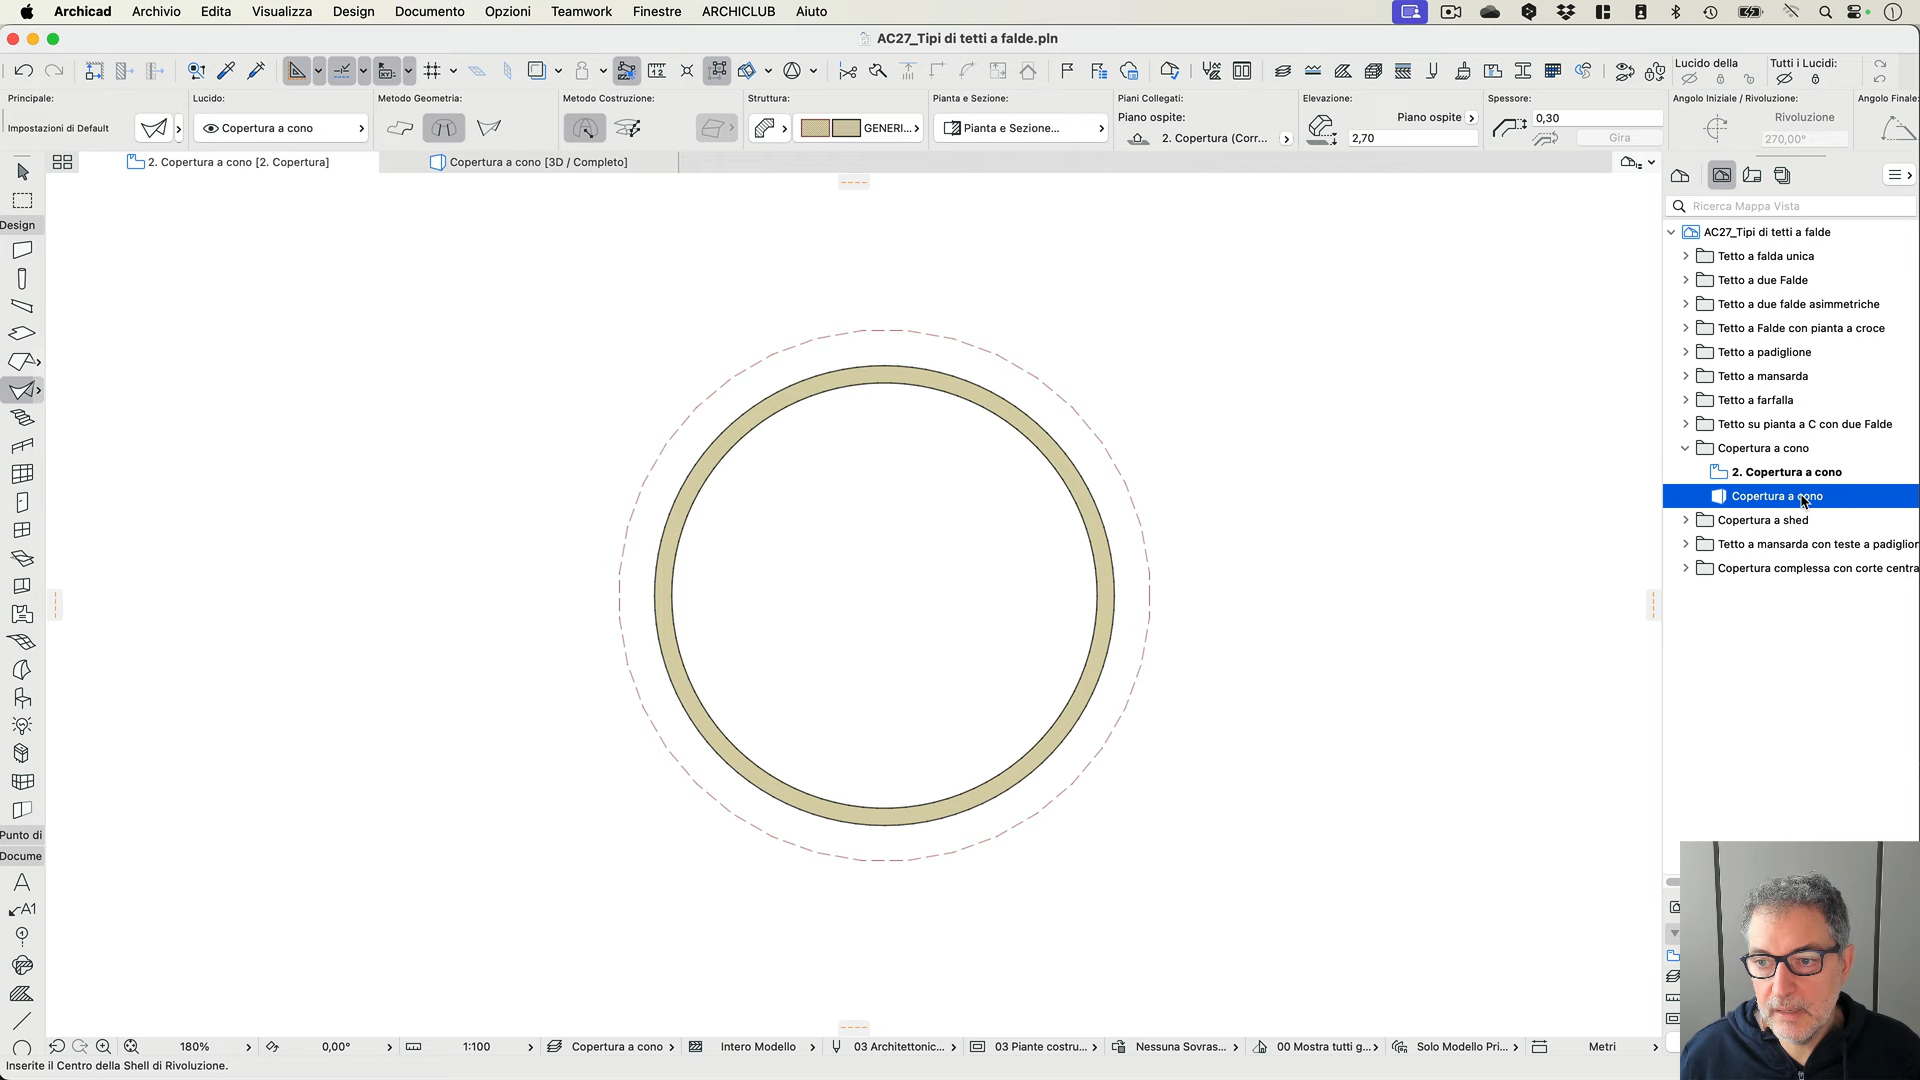 Archicad Archivio Edita Visualizza Design Documento Opzioni Teamwork Finestre ARCHICLUB Aiuto
AC27_Tipi di tetti a falde.pln
Lucido della
Tutti i Lucidi:
Principale:
Lucido:
Metodo Geometria:
Metodo Costruzione:
Struttura:
Pianta e Sezione:
Piani Collegati:
Elevazione:
Spessore:
Angolo Iniziale / Rivoluzione:
Angolo Finale:
Impostazioni di Default
Copertura a cono
GENERI...
Pianta e Sezione...
Piano ospite:
2. Copertura (Corr...
Piano ospite
2,70
0,30
Gira
Rivoluzione
270,00°
2. Copertura a cono [2. Copertura]
Copertura a cono [3D / Completo]
Ricerca Mappa Vista
Design
AC27_Tipi di tetti a falde
Tetto a falda unica
Tetto a due Falde
Tetto a due falde asimmetriche
Tetto a Falde con pianta a croce
Tetto a padiglione
Tetto a mansarda
Tetto a farfalla
Tetto su pianta a C con due Falde
Copertura a cono
2. Copertura a cono
Copertura a cono
Copertura a shed
Tetto a mansarda con teste a padiglion
Copertura complessa con corte centra
Punto di
Docume
A
A1
180%
0,00°
1:100
Copertura a cono
Intero Modello
03 Architettonic...
03 Piante costru...
Nessuna Sovras...
00 Mostra tutti g...
Solo Modello Pri...
Metri
Inserite il Centro della Shell di Rivoluzione.